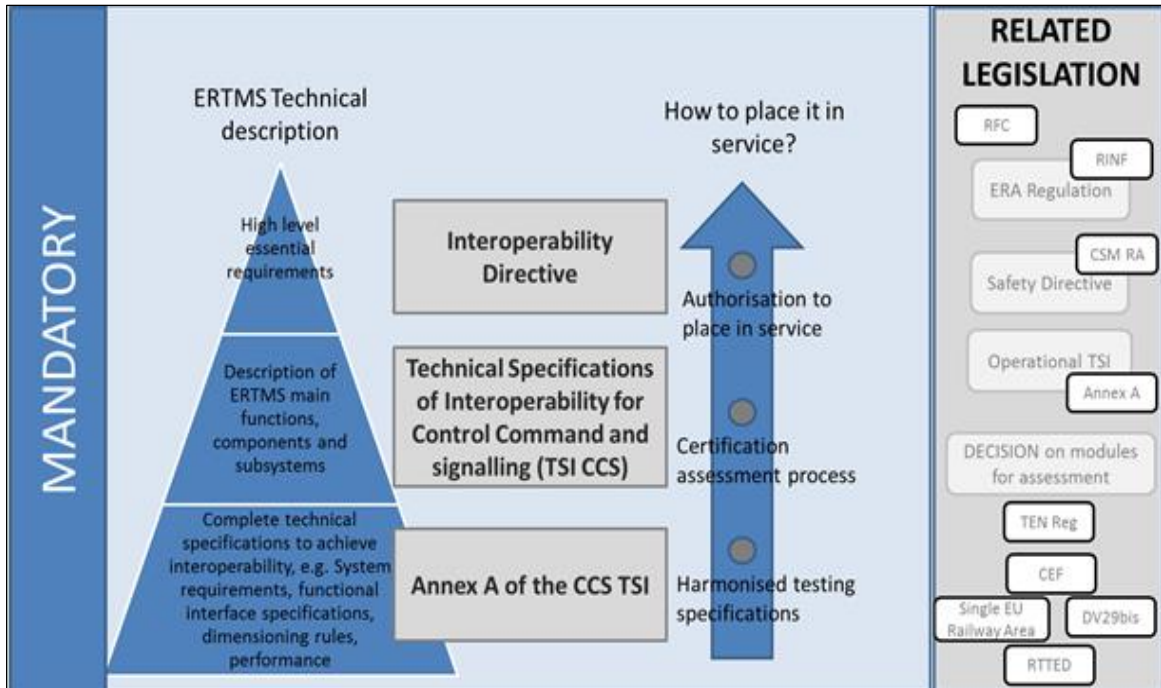 MANDATORY
ERTMS Technical
description
High level
essential
requirements
Description of
ERTMS main
functions,
components and
subsystems
Complete technical
specifications to achieve
interoperability, e.g. System
requirements, functional
interface specifications,
dimensioning rules,
performance
Interoperability
Directive
Technical Specifications
of Interoperability for
Control Command and
signalling (TSI CCS)
Annex A of the CCS TSI
How to place it in
service?
Authorisation to
place in service
Certification
assessment process
Harmonised testing
specifications
RELATED
LEGISLATION
RFC
RINF
ERA Regulation
CSM RA
Safety Directive
Operational TSI
Annex A
DECISION on modules
for assessment
TEN Reg
CEF
Single EU
Railway Area
DV29bis
RTTED